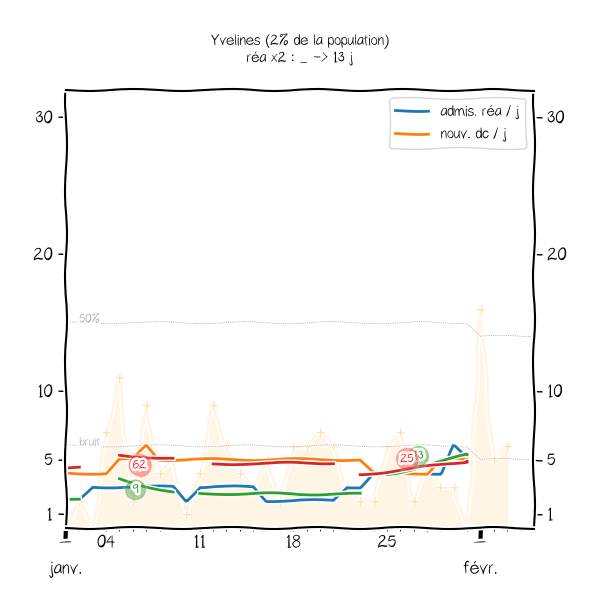 Yvelines (2% de la population)
réa x2 : _ -> 13 j
admis. réa / j
nouv. dc / j
30
30
20
20
50%
10
10
bruit
5
5
62
9
25
3
1
1
04
11
18
25
janv.
févr.